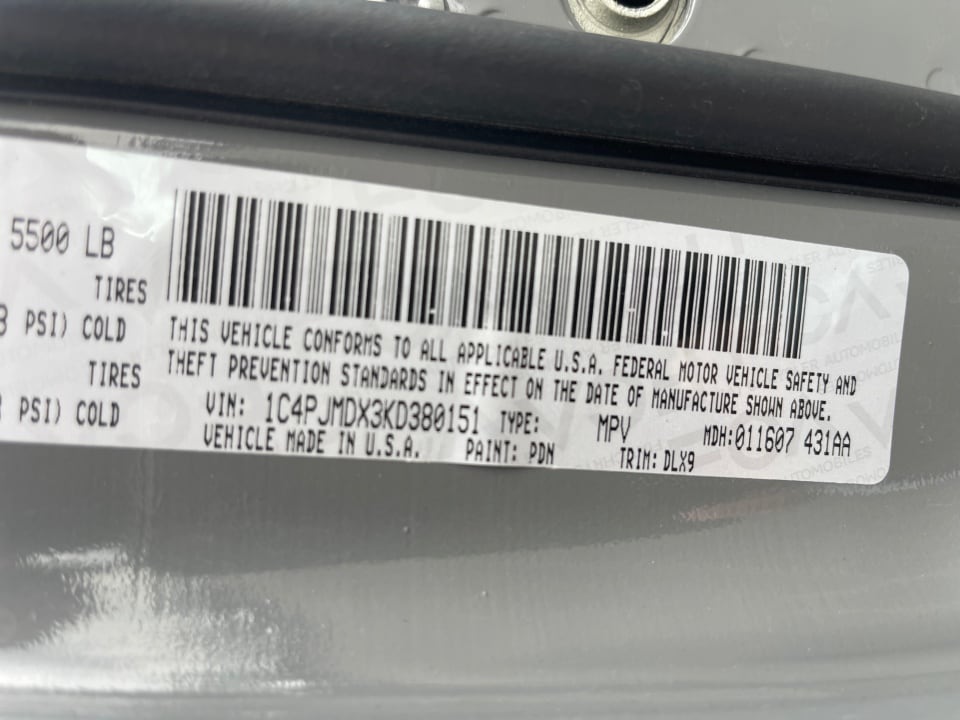 5500 LB
TIRES
PSI) COLD
TIRES
PSI) COLD
THIS VEHICLE CONFORMS TO ALL APPLICABLE U.S.A. FEDERAL MOTOR VEHICLE SAFETY AND
THEFT PREVENTION STANDARDS IN EFFECT ON THE DATE OF MANUFACTURE SHOWN ABOVE.
VIN: 1C4PJMDX3KD380151 TYPE: MPV MDH:011607 431AA
VEHICLE MADE IN U.S.A. PAINT: PDN TRIM: DLX9